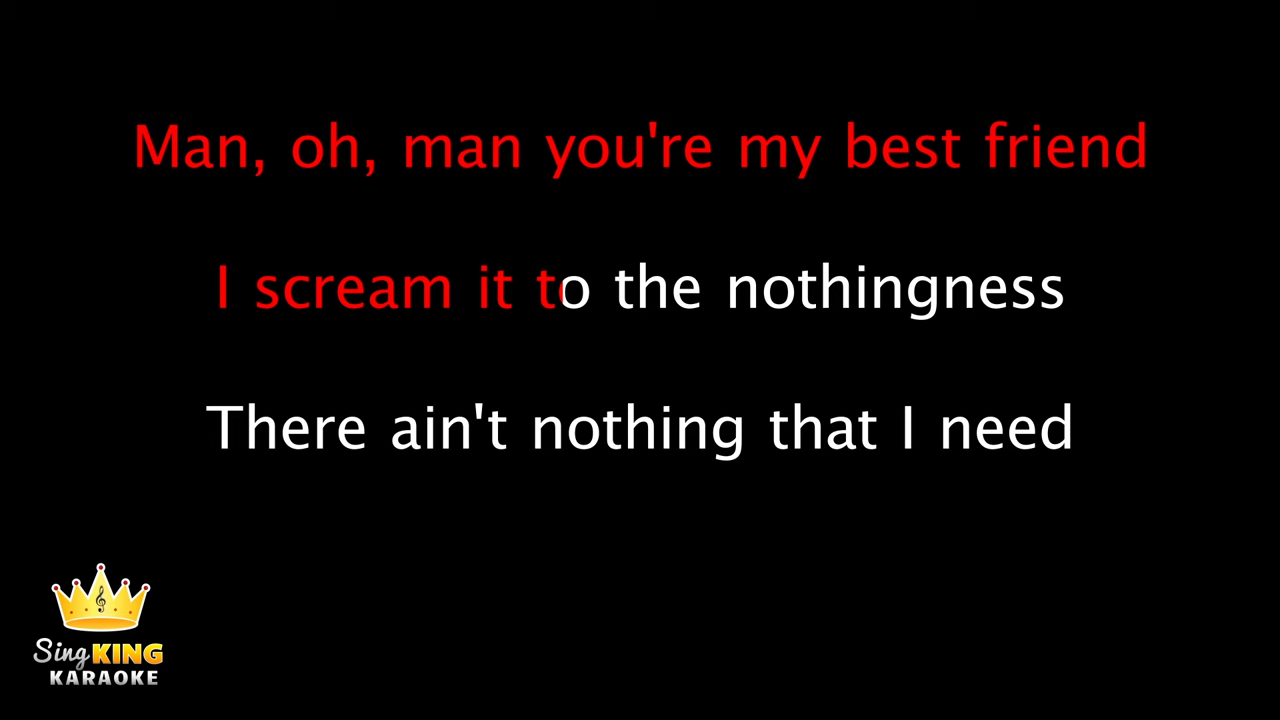 Man, oh, man you're my best friend
I scream it to the nothingness
There ain't nothing that I need
Sing KING
KARAOKE